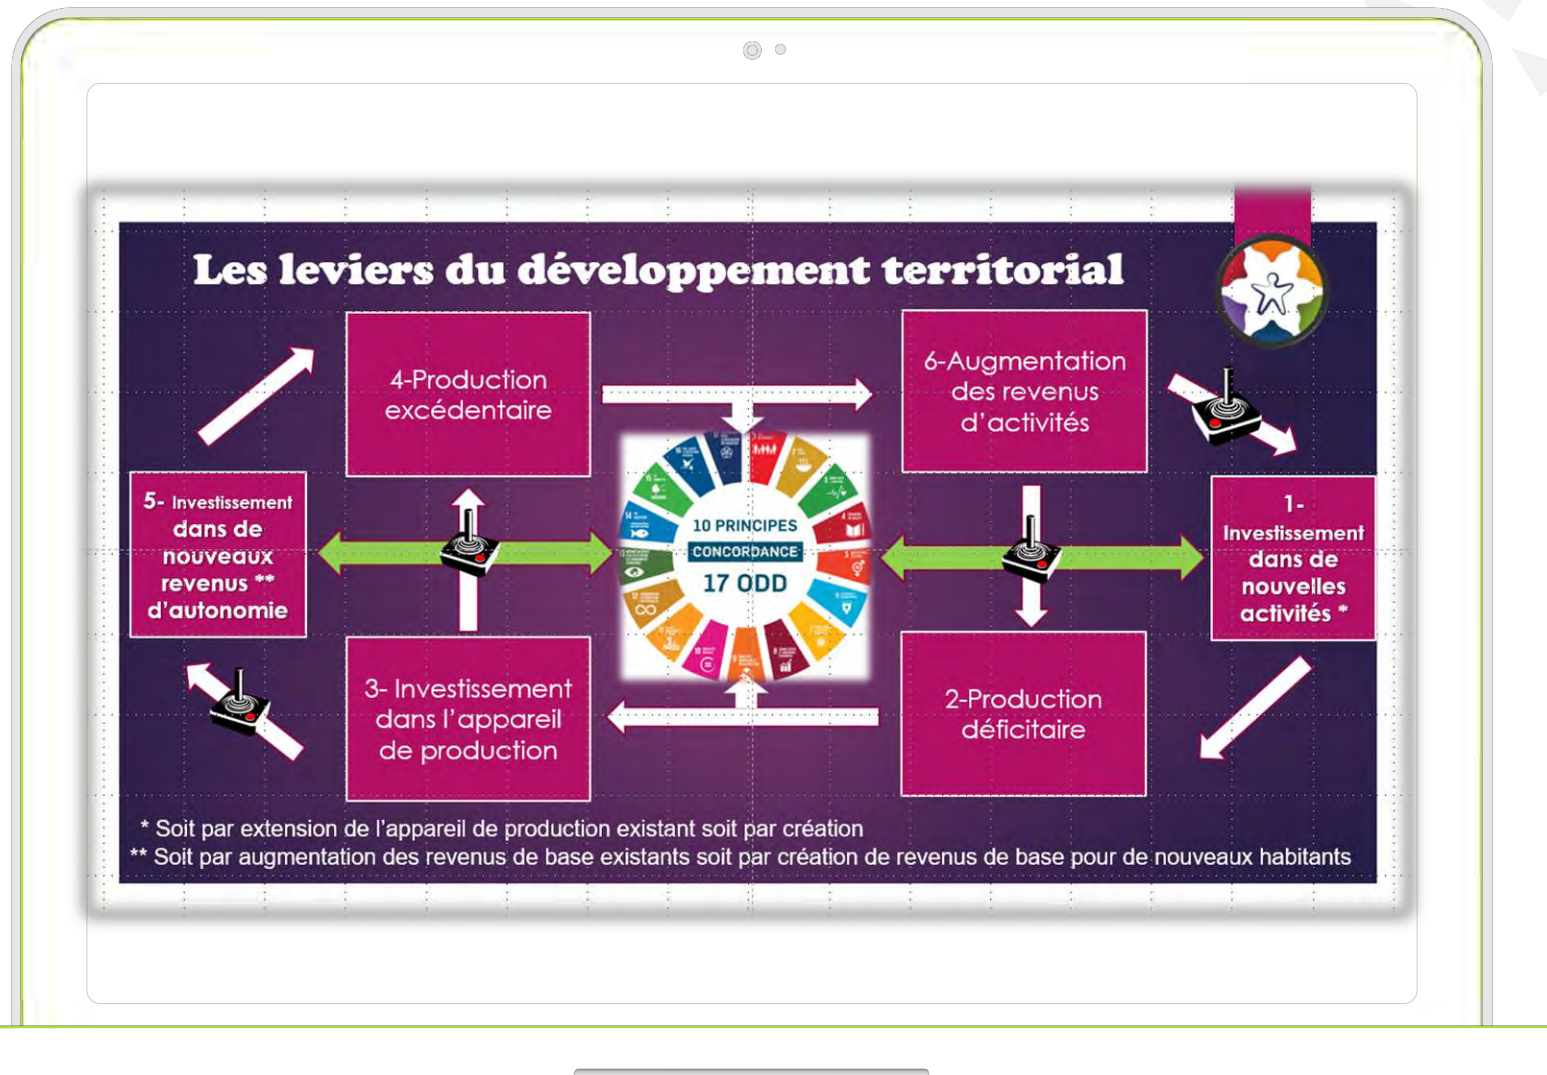 Les leviers du développement territorial
4-Production
excédentaire
6-Augmentation
des revenus
d'activités
5- Investissement
dans de
nouveaux
revenus **
d'autonomie
10 PRINCIPES
CONCORDANCE
17 ODD
1-
Investissement
dans de
nouvelles
activités *
3- Investissement
dans l'appareil
de production
2-Production
déficitaire
* Soit par extension de l'appareil de production existant soit par création
** Soit par augmentation des revenus de base existants soit par création de revenus de base pour de nouveaux habitants